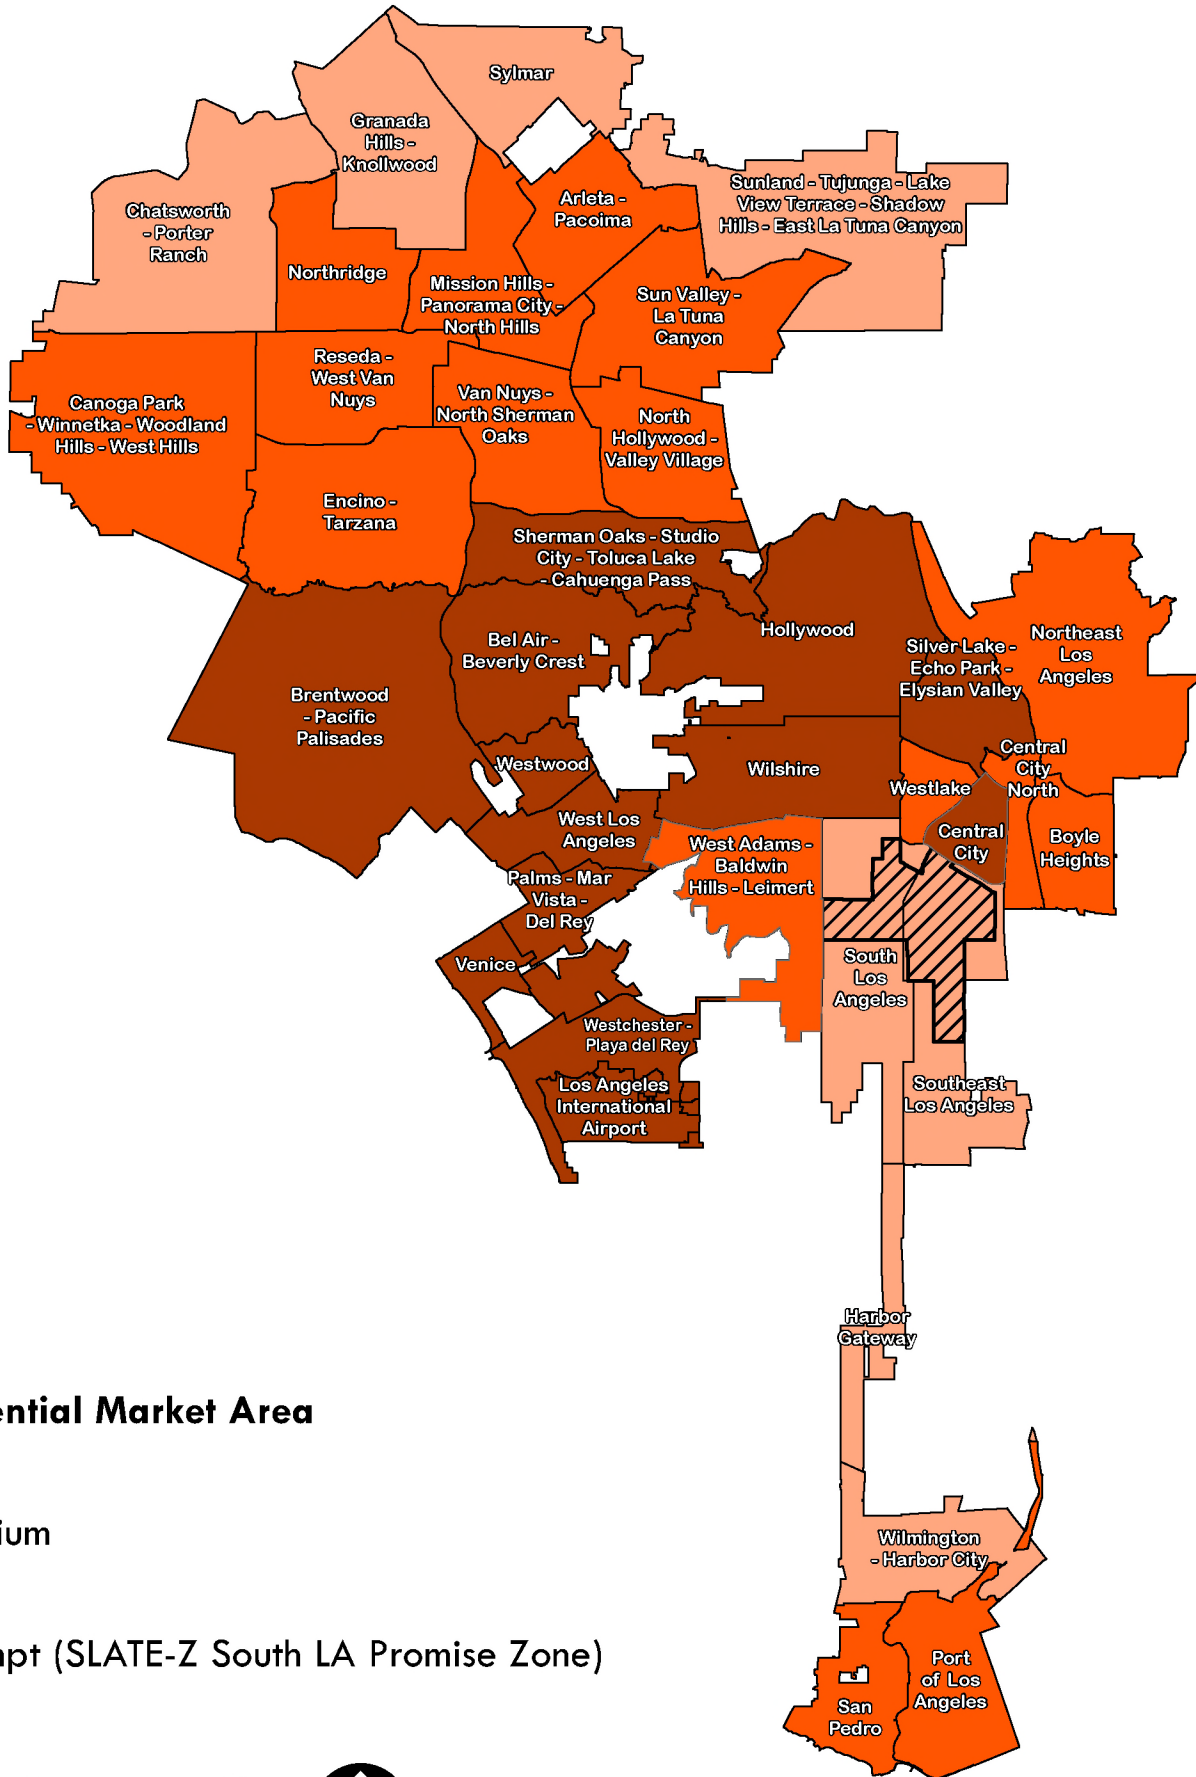 Sylmar
Granada
Hills -
Knollwood
Chatsworth
- Porter
Ranch
Arleta -
Pacoima
Sunland - Tujunga - Lake
View Terrace - Shadow
Hills - East La Tuna Canyon
Northridge
Mission Hills -
Panorama City -
North Hills
Sun Valley -
La Tuna
Canyon
Reseda -
West Van
Nuys
Canoga Park
- Winnetka - Woodland
Hills - West Hills
Van Nuys -
North Sherman
Oaks
North
Hollywood -
Valley Village
Encino -
Tarzana
Sherman Oaks - Studio
City - Toluca Lake
- Cahuenga Pass
Hollywood
Bel Air -
Beverly Crest
Silver Lake -
Echo Park -
Elysian Valley
Northeast
Los
Angeles
Brentwood
- Pacific
Palisades
Westwood
Wilshire
Central
City
North
Westlake
West Los
Angeles
Central
City
Boyle
Heights
West Adams -
Baldwin
Hills - Leimert
Palms - Mar
Vista -
Del Rey
Venice
South
Los
Angeles
Westchester -
Playa del Rey
Los Angeles
International
Airport
Southeast
Los Angeles
Harbor
Gateway
ential Market Area
ium
Wilmington
- Harbor City
npt (SLATE-Z South LA Promise Zone)
Port
of Los
Angeles
San
Pedro